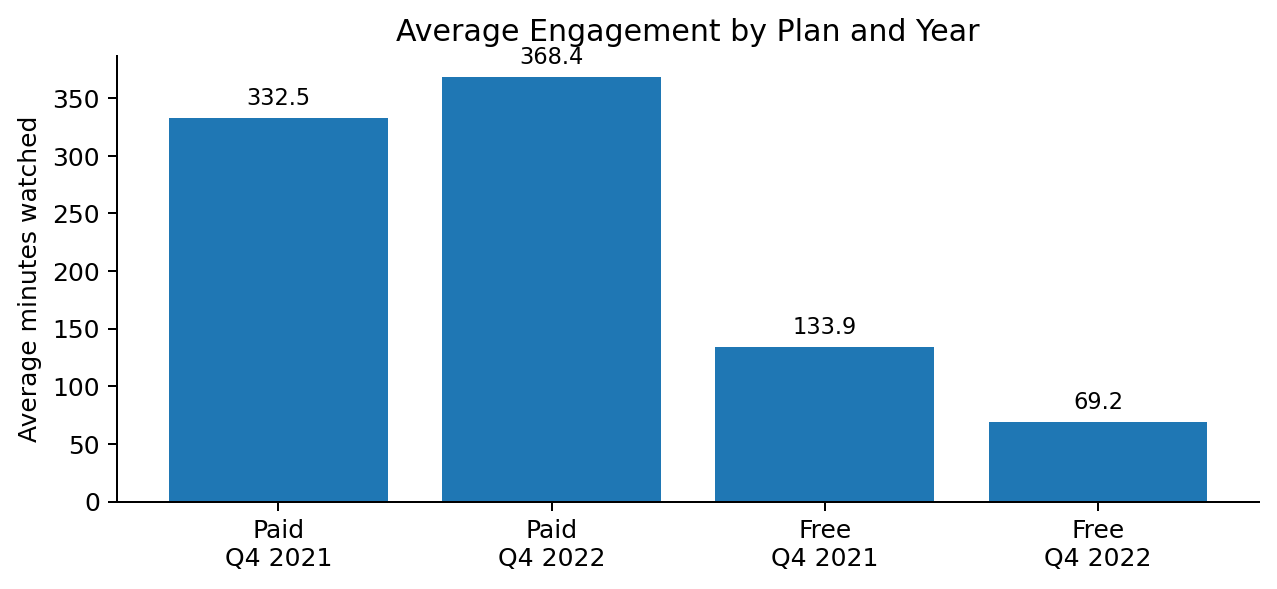 Average Engagement by Plan and Year
368.4
332.5
133.9
69.2
Average minutes watched
350
300
250
200
150
100
50
0
Paid
Q4 2021
Paid
Q4 2022
Free
Q4 2021
Free
Q4 2022